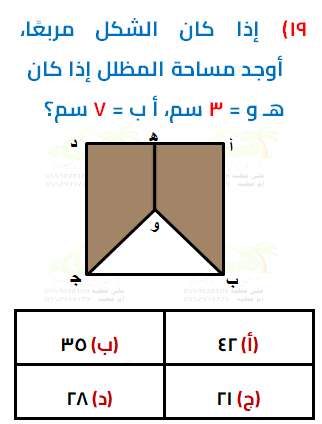 ١٩) إذا كان الشكل مربعًا،
أوجد مساحة المظلل إذا كان
هـ و = ٣ سم، أ ب = ٧ سم؟
د هـ أ
و
جـ ب
(أ) ٤٢ (ب) ٣٥
(ج) ٢١ (د) ٢٨